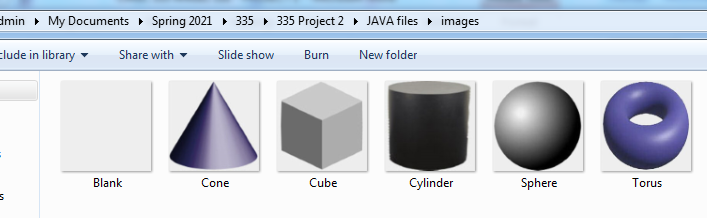 dmin ▸ My Documents ▸ Spring 2021 ▸ 335 ▸ 335 Project 2 ▸ JAVA files ▸ images
clude in library Share with Slide show Burn New folder
Blank Cone Cube Cylinder Sphere Torus